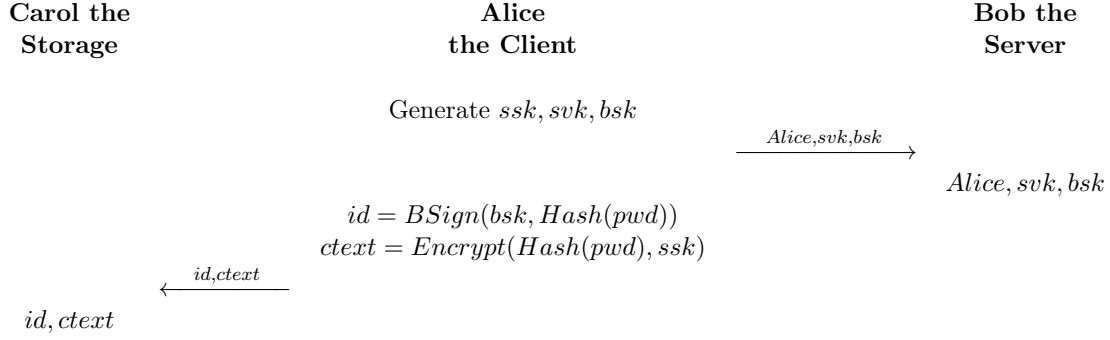 Carol the Storage
Alice the Client
Bob the Server
Generate ssk, svk, bsk
Alice,svk,bsk
Alice, svk, bsk
id = BSign(bsk, Hash(pwd))
ctext = Encrypt(Hash(pwd), ssk)
id,ctext
id, ctext